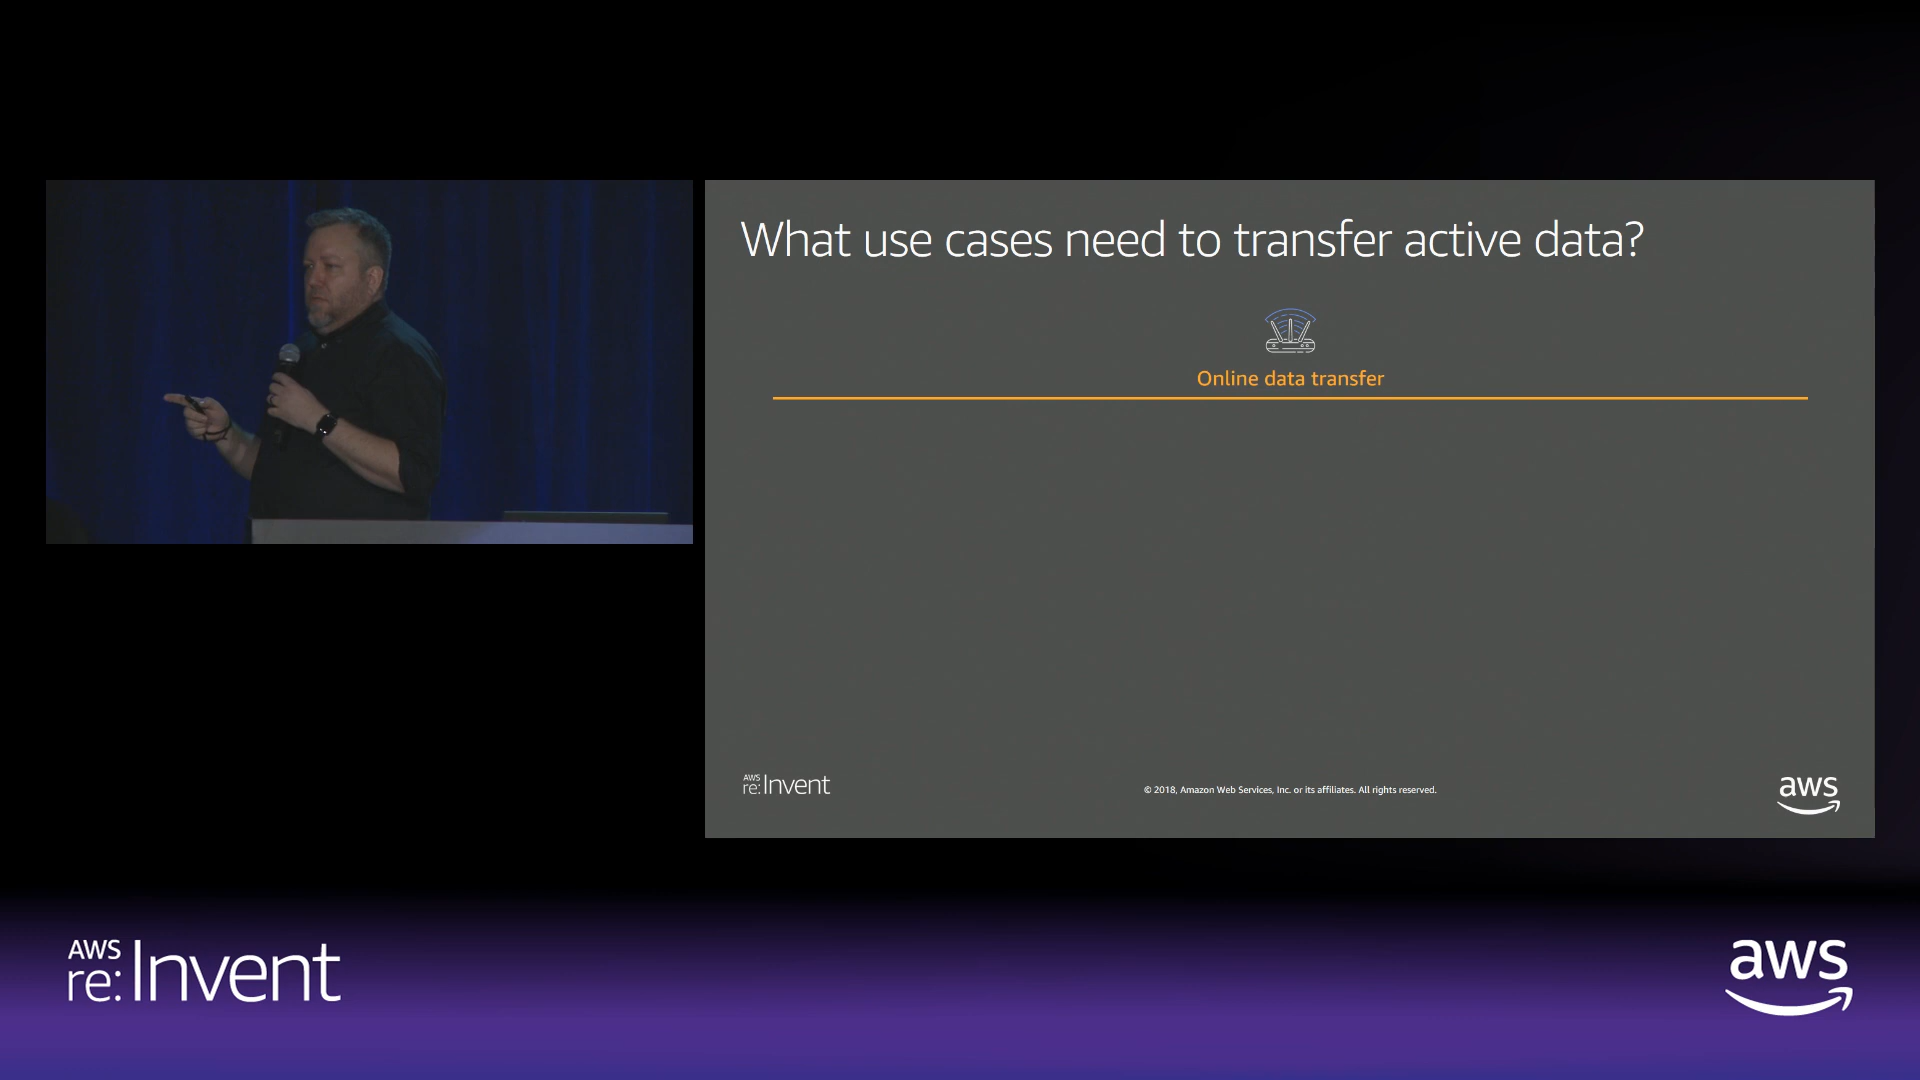 What use cases need to transfer active data?
Online data transfer
AWS
re:Invent
© 2018, Amazon Web Services, Inc. or its affiliates. All rights reserved.
aws
AWS
re:Invent
aws